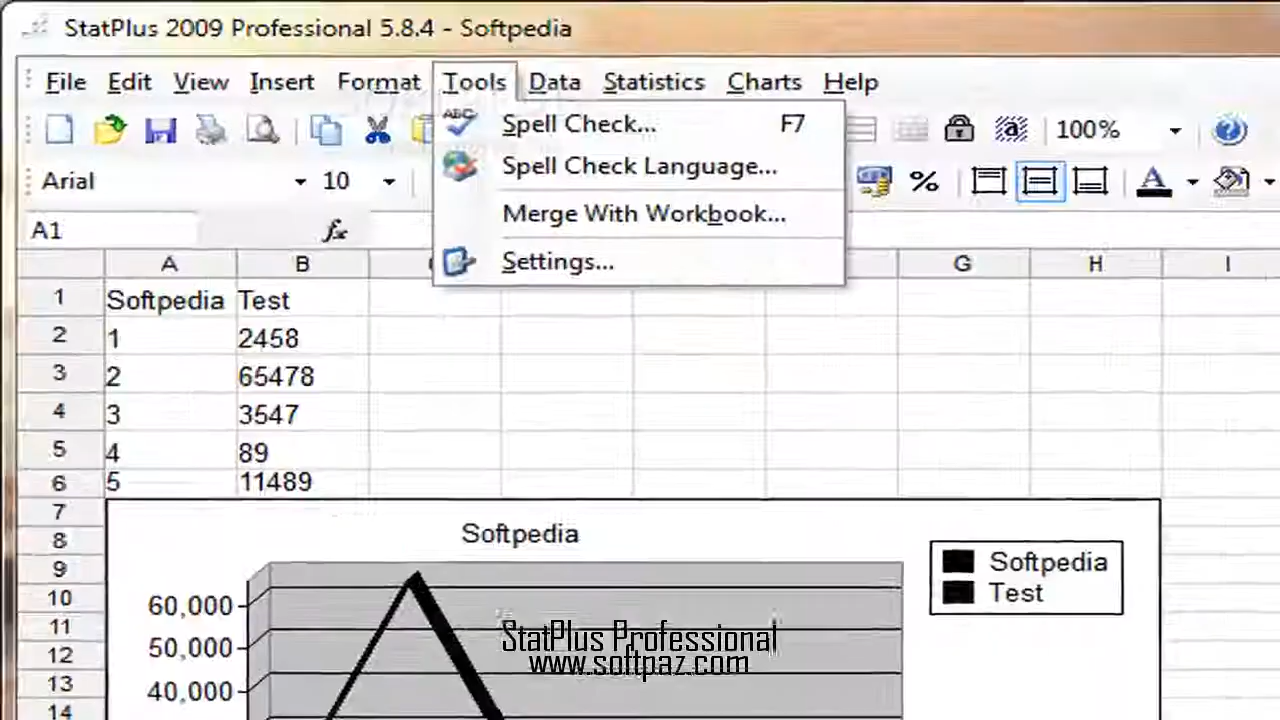 StatPlus 2009 Professional 5.8.4 - Softpedia
File Edit View Insert Format Tools Data Statistics Charts Help
ABC Spell Check... F7
100%
Spell Check Language...
Arial 10 %
Merge With Workbook...
A1 fx
Settings...
A B G H I
1 Softpedia Test
2 1 2458
3 2 65478
4 3 3547
5 4 89
6 5 11489
7
8 Softpedia
9 Softpedia
10 60,000 Test
11 StatPlus Professional
12 50,000 www.softpaz.com
13 40,000
14